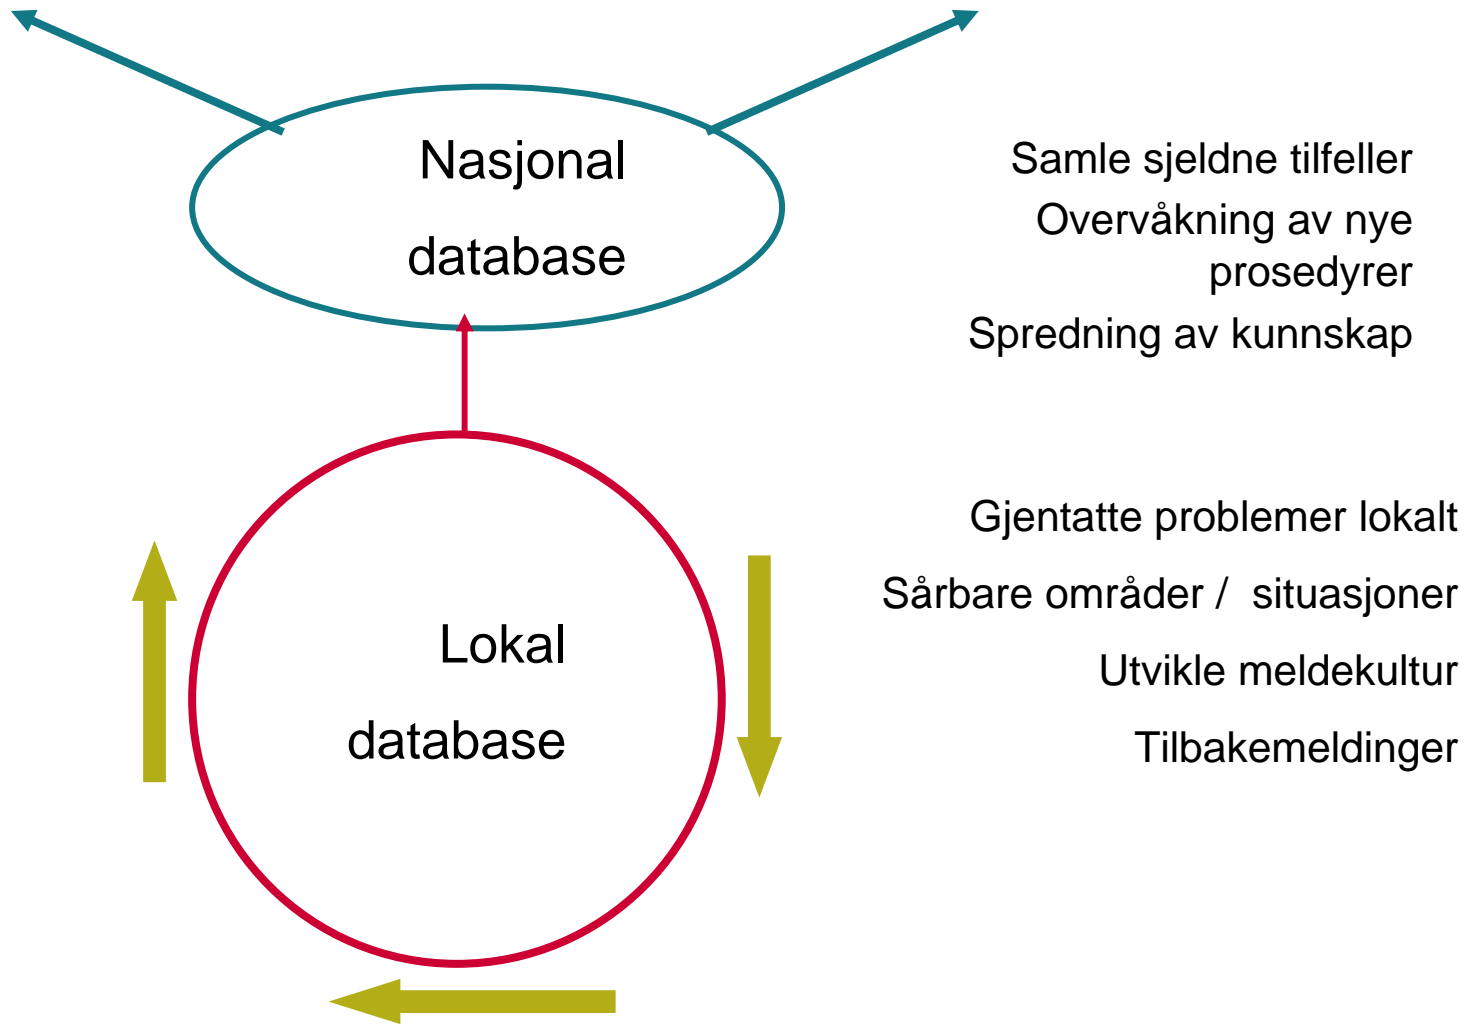 Nasjonal
database
Samle sjeldne tilfeller
Overvåkning av nye
prosedyrer
Spredning av kunnskap
Lokal
database
Gjentatte problemer lokalt
Sårbare områder / situasjoner
Utvikle meldekultur
Tilbakemeldinger